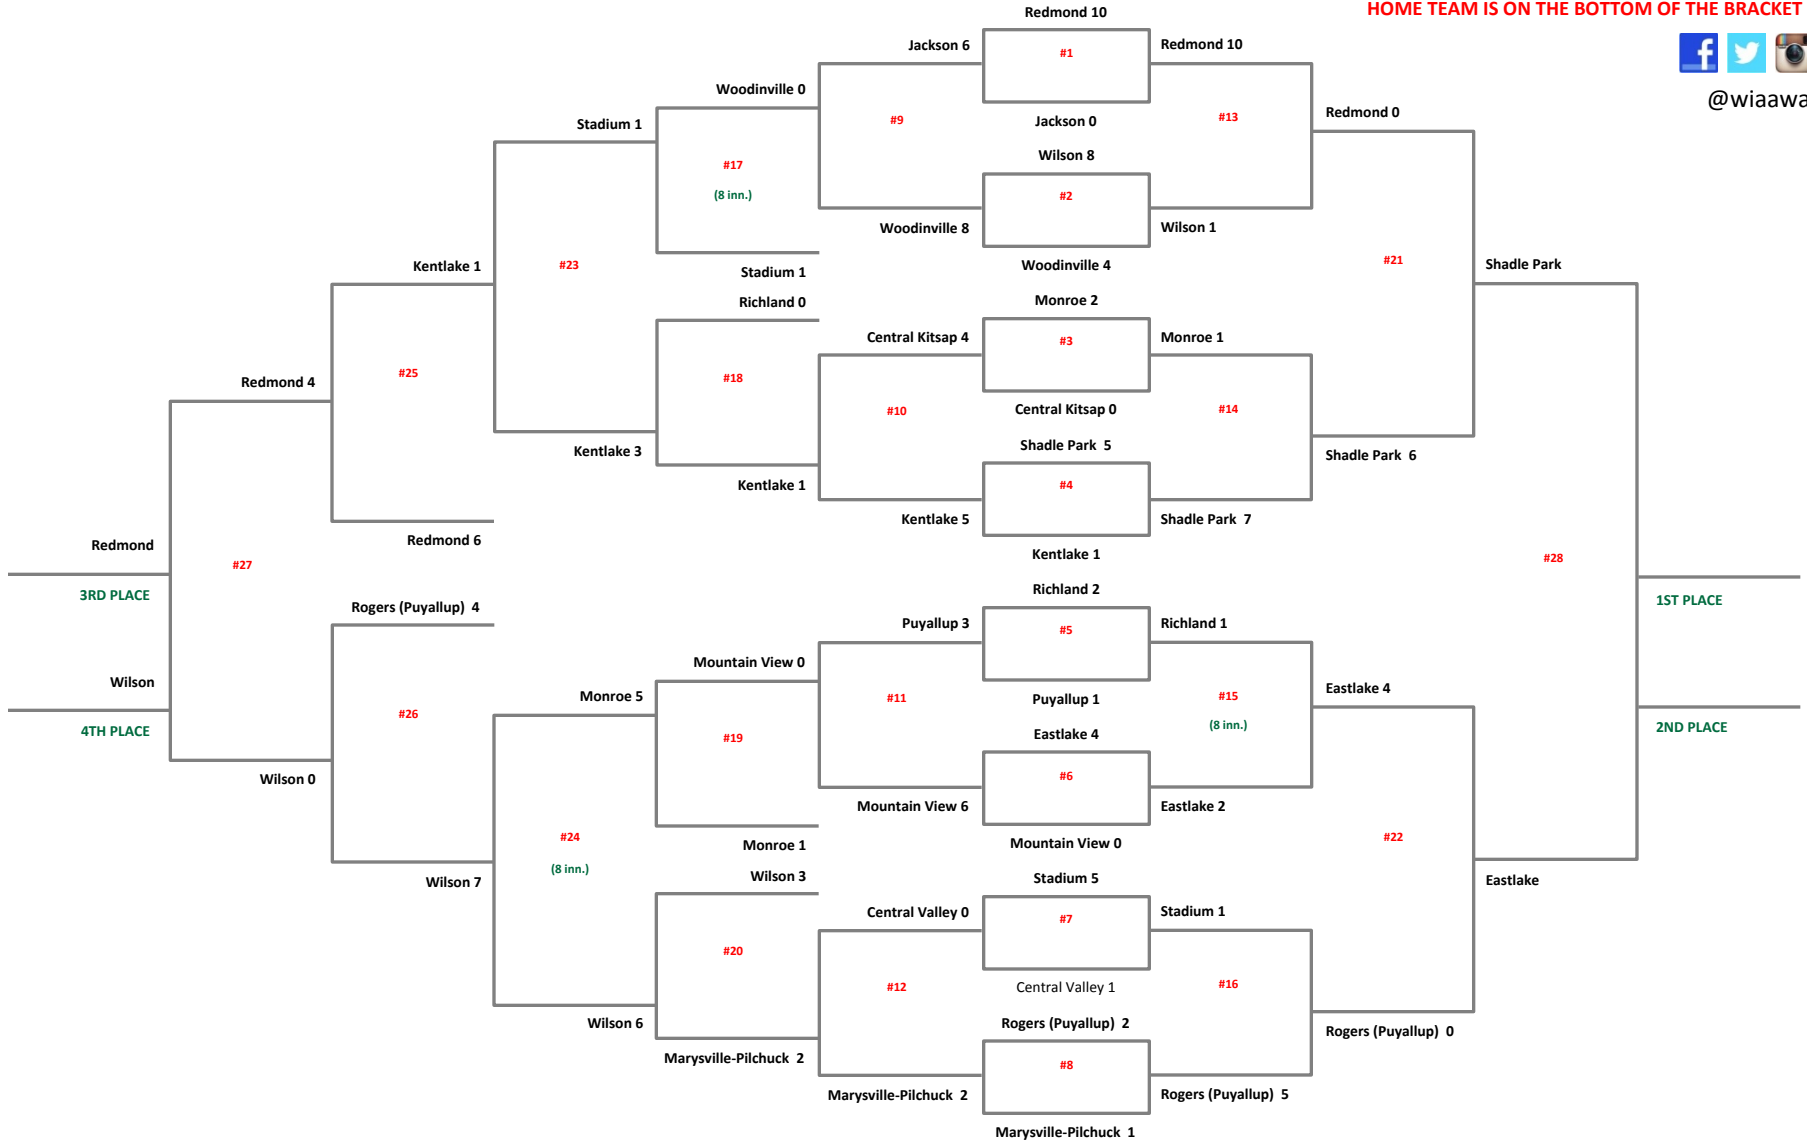 HOME TEAM IS ON THE BOTTOM OF THE BRACKET
Redmond 10
Jackson 6
#1
Redmond 10
Woodinville 0
@wiaawa
Stadium 1
#9
Jackson 0
#13
Redmond 0
Wilson 8
#17
(8 inn.)
#2
Woodinville 8
Wilson 1
Kentlake 1
#23
Stadium 1
Woodinville 4
#21
Shadle Park
Richland 0
Monroe 2
Central Kitsap 4
#3
Monroe 1
Redmond 4
#25
#18
#10
Central Kitsap 0
#14
Kentlake 3
Shadle Park 5
Shadle Park 6
Kentlake 1
#4
Kentlake 5
Shadle Park 7
Redmond
Redmond 6
Kentlake 1
#27
#28
3RD PLACE
Richland 2
1ST PLACE
Rogers (Puyallup) 4
Puyallup 3
#5
Richland 1
Mountain View 0
Wilson
Monroe 5
#11
Puyallup 1
#15
Eastlake 4
4TH PLACE
#26
(8 inn.)
2ND PLACE
#19
Eastlake 4
Wilson 0
#6
Mountain View 6
Eastlake 2
#24
(8 inn.)
Monroe 1
Mountain View 0
#22
Wilson 7
Wilson 3
Stadium 5
Eastlake
Central Valley 0
#7
Stadium 1
#20
#12
Central Valley 1
#16
Wilson 6
Rogers (Puyallup) 2
Rogers (Puyallup) 0
Marysville-Pilchuck 2
#8
Marysville-Pilchuck 2
Rogers (Puyallup) 5
Marysville-Pilchuck 1